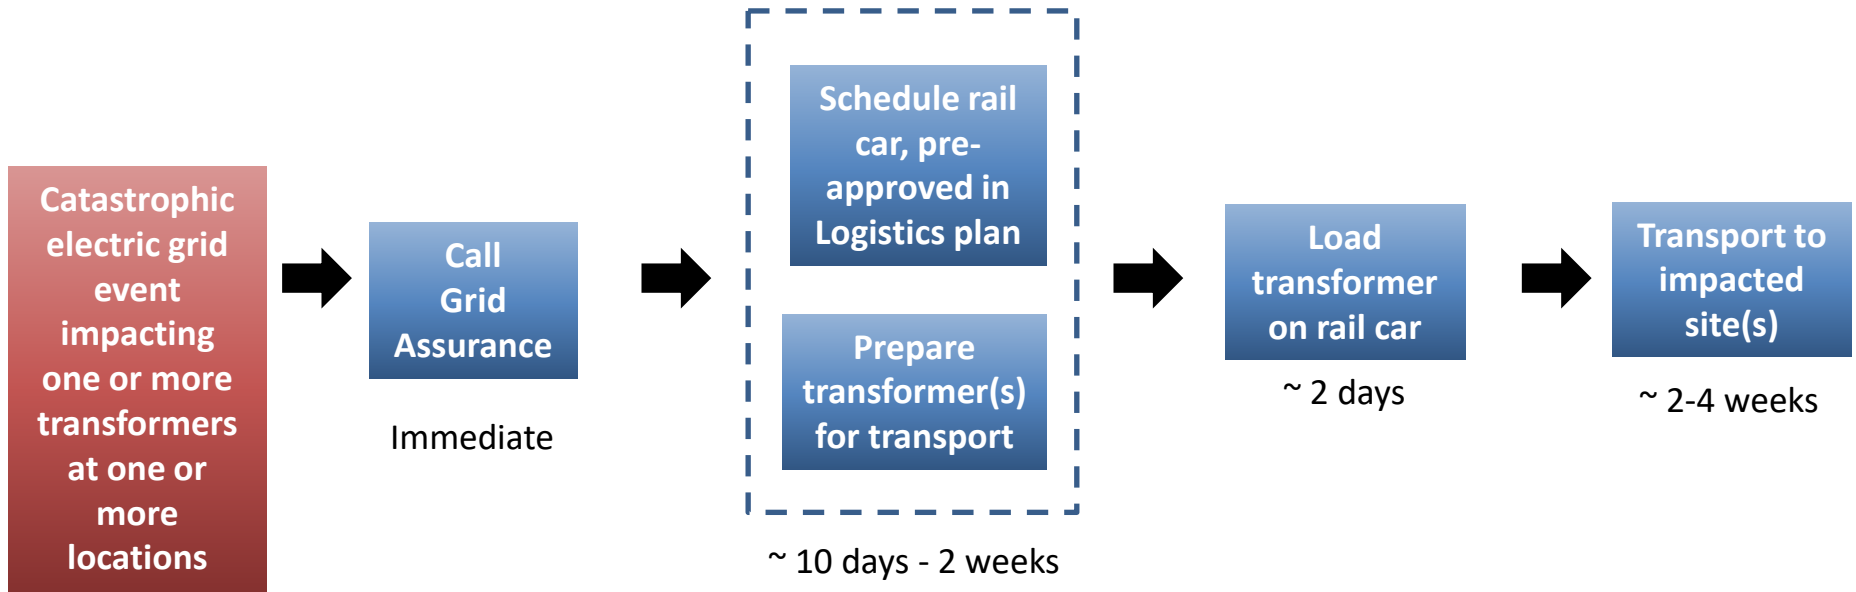 Catastrophic
electric grid
event
impacting
one or more
transformers
at one or
more
locations
Call
Grid
Assurance
Immediate
Schedule rail
car, pre-
approved in
Logistics plan
Prepare
transformer(s)
for transport
~ 10 days - 2 weeks
Load
transformer
on rail car
~ 2 days
Transport to
impacted
site(s)
~ 2-4 weeks